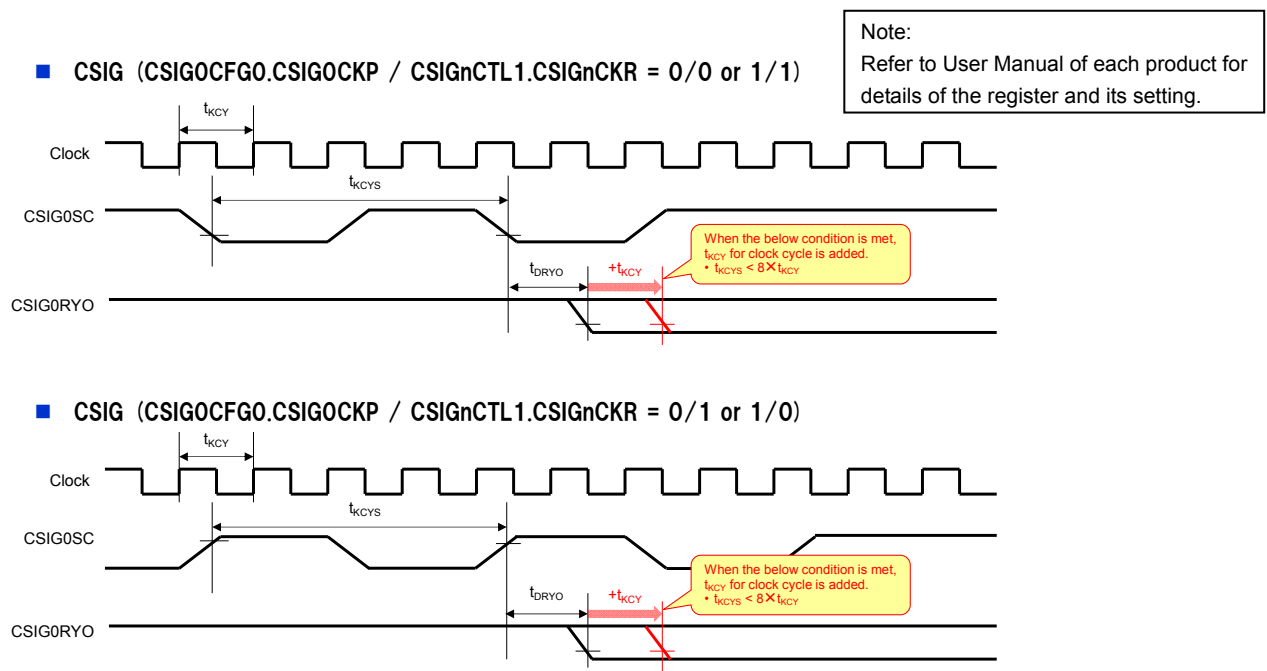 Note:
Refer to User Manual of each product for
details of the register and its setting.
■ CSIG (CSIG0CFG0.CSIG0CKP / CSIGnCTL1.CSIGnCKR = 0/0 or 1/1)
tKCY
Clock
tKCYS
CSIG0SC
When the below condition is met,
tKCY for clock cycle is added.
• tKCYS < 8×tKCY
tDRYO
+tKCY
CSIG0RYO
■ CSIG (CSIG0CFG0.CSIG0CKP / CSIGnCTL1.CSIGnCKR = 0/1 or 1/0)
tKCY
Clock
tKCYS
CSIG0SC
When the below condition is met,
tKCY for clock cycle is added.
• tKCYS < 8×tKCY
tDRYO
+tKCY
CSIG0RYO